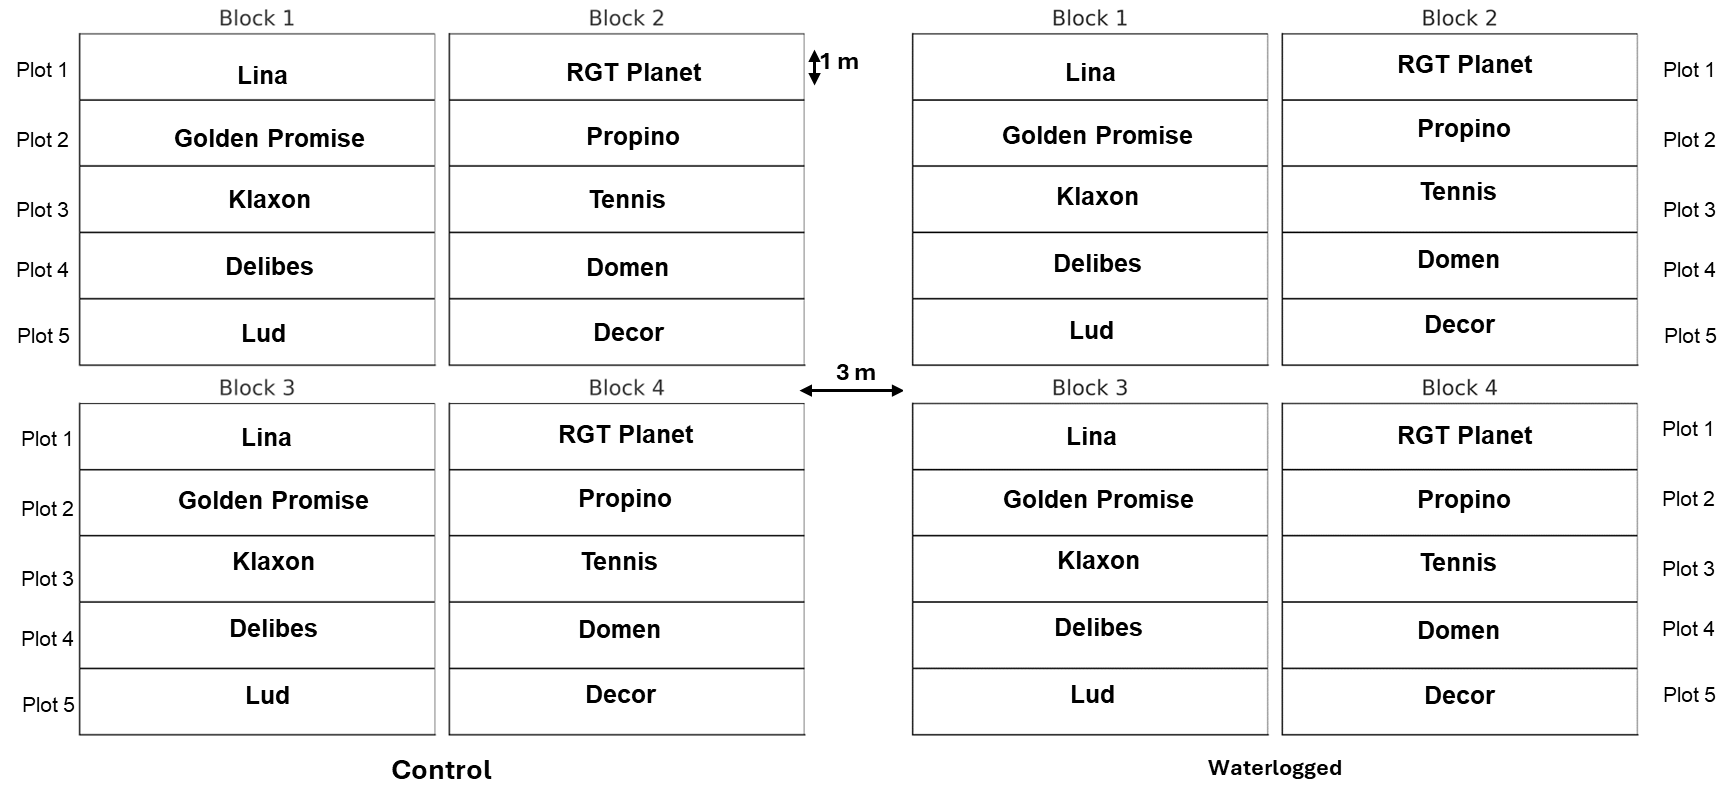 Block 1 Block 2 Block 1 Block 2
Plot 1 Lina RGT Planet 1 m Lina RGT Planet Plot 1
Plot 2 Golden Promise Propino Golden Promise Propino Plot 2
Plot 3 Klaxon Tennis Klaxon Tennis Plot 3
Plot 4 Delibes Domen Delibes Domen Plot 4
Plot 5 Lud Decor Lud Decor Plot 5
3 m
Block 3 Block 4 Block 3 Block 4
Plot 1 Lina RGT Planet Lina RGT Planet Plot 1
Plot 2 Golden Promise Propino Golden Promise Propino Plot 2
Plot 3 Klaxon Tennis Klaxon Tennis Plot 3
Plot 4 Delibes Domen Delibes Domen Plot 4
Plot 5 Lud Decor Lud Decor Plot 5
Control Waterlogged